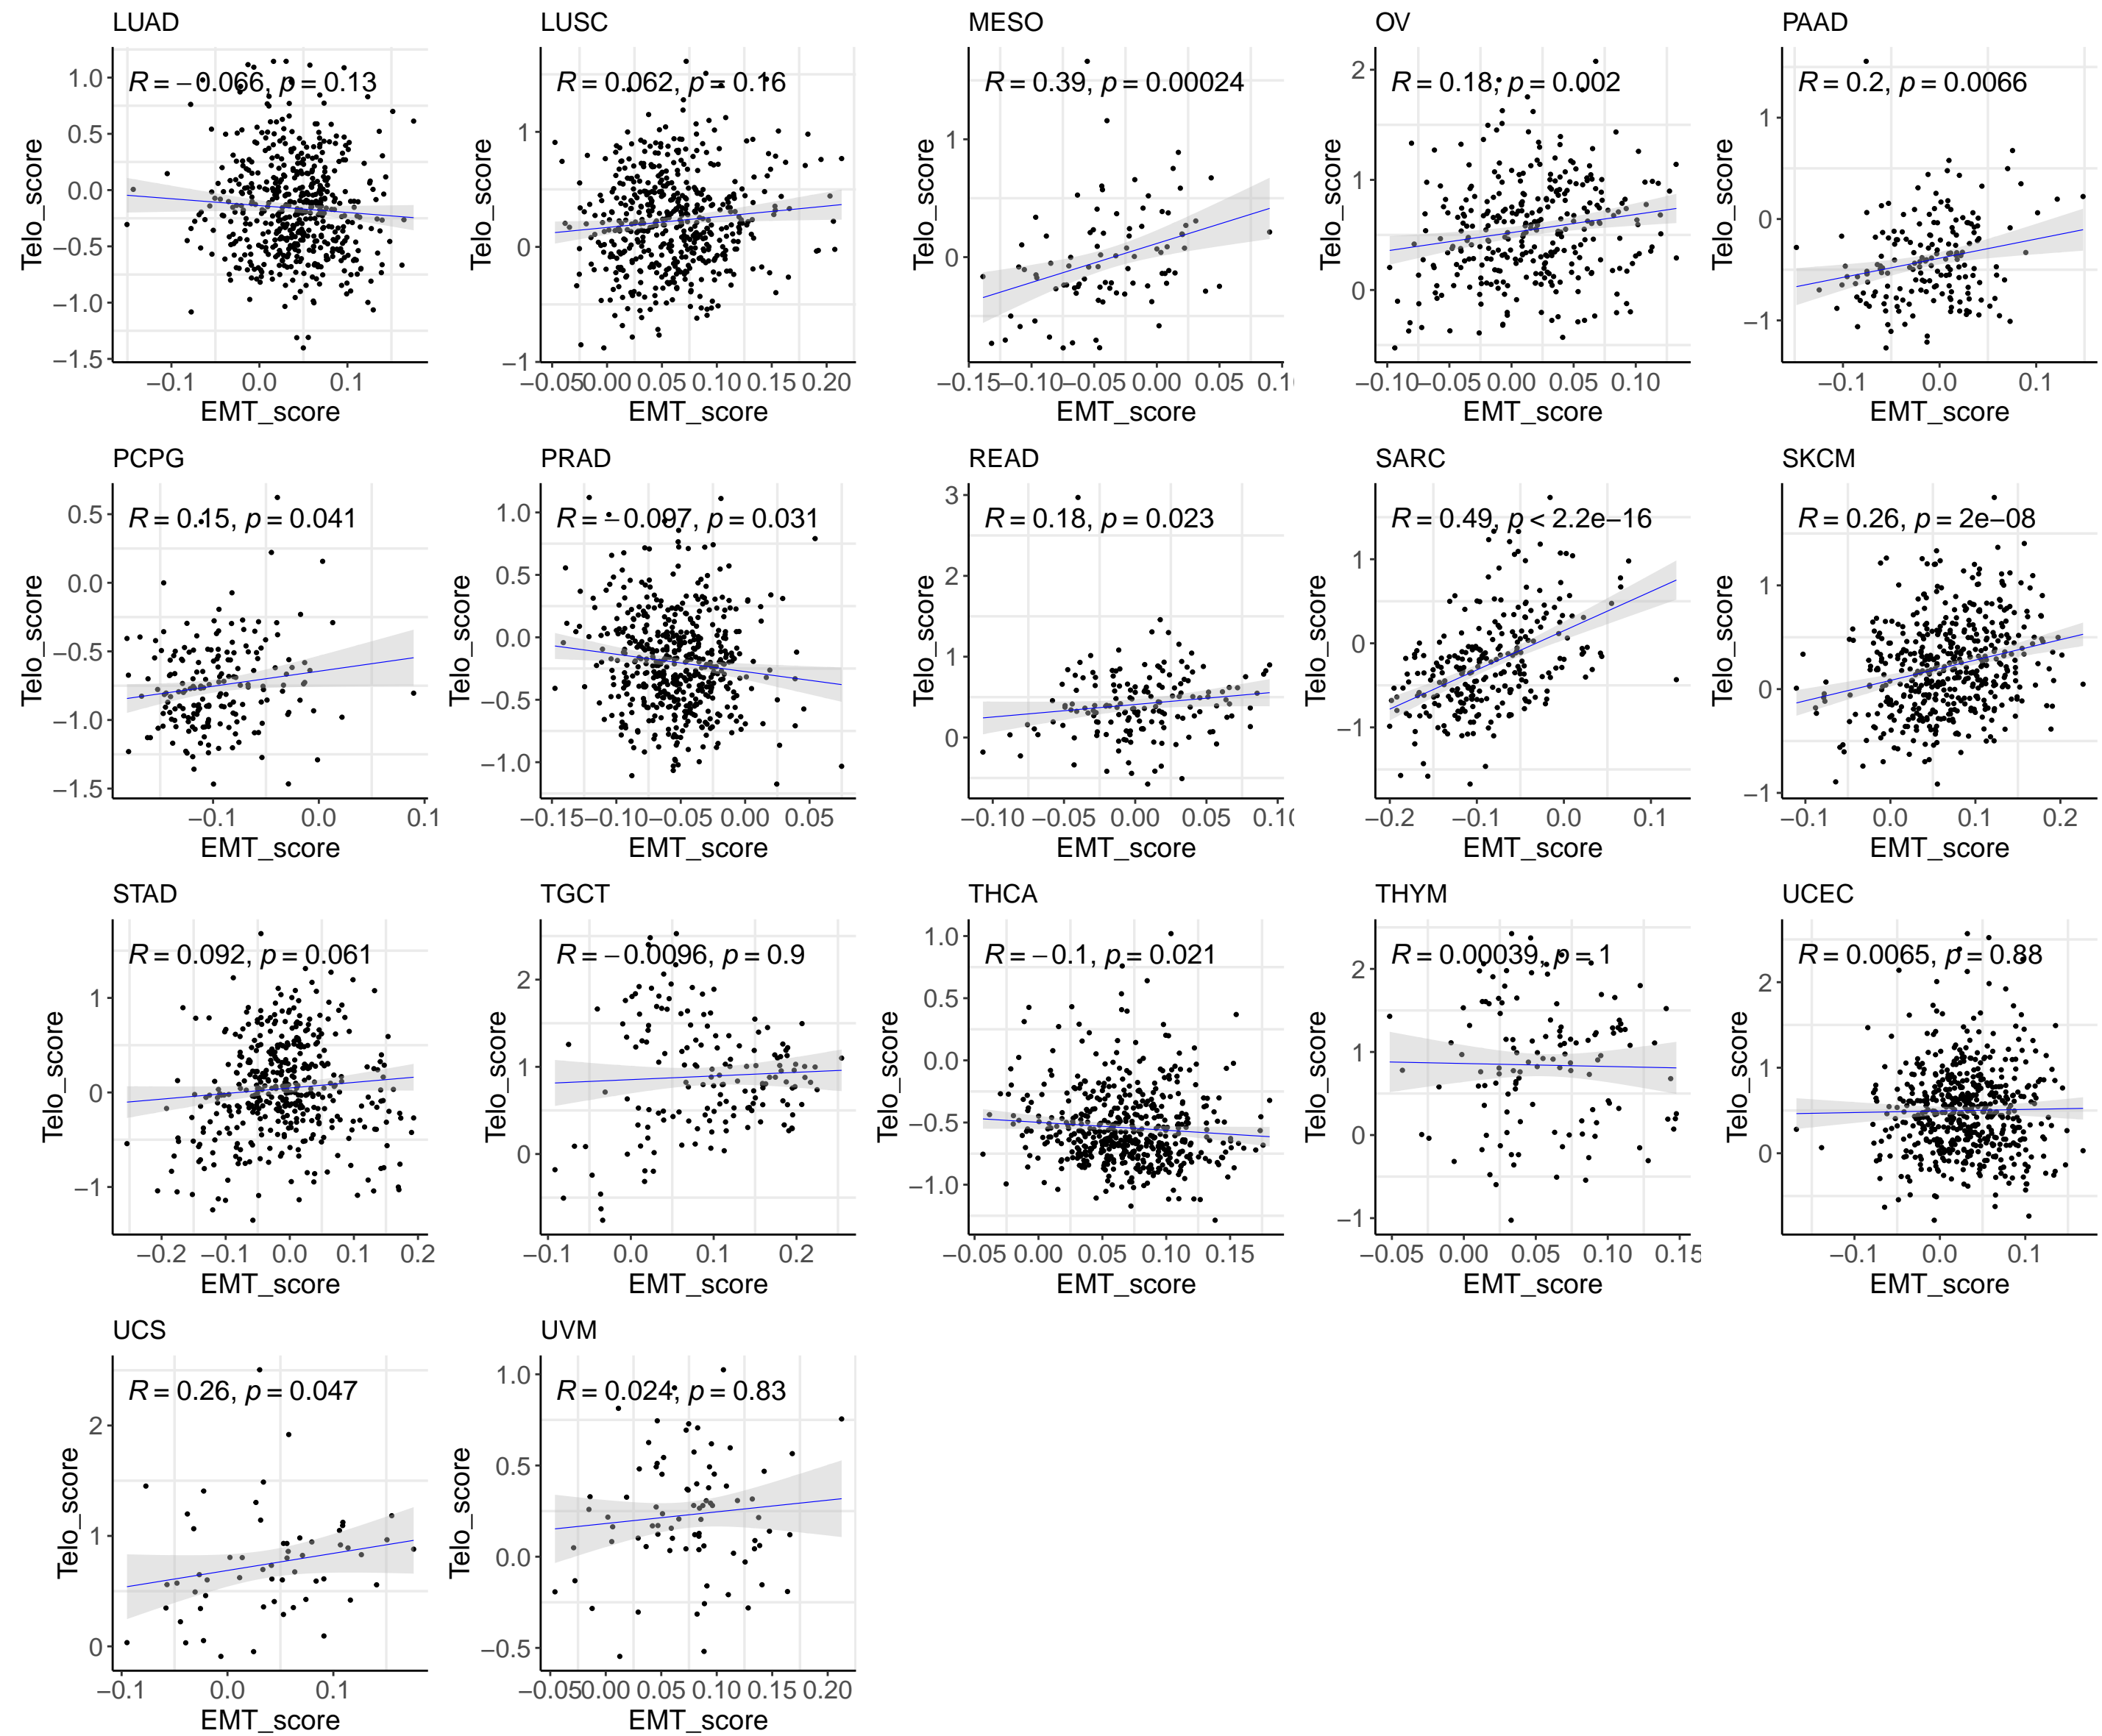 LUAD
R = −0.066, p = 0.13
1.0
0.5
0.0
−0.5
−1.0
−1.5
Telo_score
−0.1 0.0 0.1
EMT_score
LUSC
R = 0.062, p = 0.16
1
0
−1
Telo_score
−0.05 0.00 0.05 0.10 0.15 0.20
EMT_score
MESO
R = 0.39, p = 0.00024
1
0
Telo_score
−0.15 −0.10 −0.05 0.00 0.05 0.1
EMT_score
OV
R = 0.18, p = 0.002
2
1
0
Telo_score
−0.10 −0.05 0.00 0.05 0.10
EMT_score
PAAD
R = 0.2, p = 0.0066
1
0
−1
Telo_score
−0.1 0.0 0.1
EMT_score
PCPG
R = 0.15, p = 0.041
0.5
0.0
−0.5
−1.0
−1.5
Telo_score
−0.1 0.0 0.1
EMT_score
PRAD
R = −0.097, p = 0.031
1.0
0.5
0.0
−0.5
−1.0
Telo_score
−0.15 −0.10 −0.05 0.00 0.05
EMT_score
READ
R = 0.18, p = 0.023
3
2
1
0
Telo_score
−0.10 −0.05 0.00 0.05 0.10
EMT_score
SARC
R = 0.49, p < 2.2e−16
1
0
−1
Telo_score
−0.2 −0.1 0.0 0.1
EMT_score
SKCM
R = 0.26, p = 2e−08
1
0
−1
Telo_score
−0.1 0.0 0.1 0.2
EMT_score
STAD
R = 0.092, p = 0.061
1
0
−1
Telo_score
−0.2 −0.1 0.0 0.1 0.2
EMT_score
TGCT
R = −0.0096, p = 0.9
2
1
0
Telo_score
−0.1 0.0 0.1 0.2
EMT_score
THCA
R = −0.1, p = 0.021
1.0
0.5
0.0
−0.5
−1.0
Telo_score
−0.05 0.00 0.05 0.10 0.15
EMT_score
THYM
R = 0.00039, p = 1
2
1
0
−1
Telo_score
−0.05 0.00 0.05 0.10 0.15
EMT_score
UCEC
R = 0.0065, p = 0.88
2
1
0
Telo_score
−0.1 0.0 0.1
EMT_score
UCS
R = 0.26, p = 0.047
2
1
0
Telo_score
−0.1 0.0 0.1
EMT_score
UVM
R = 0.024, p = 0.83
1.0
0.5
0.0
−0.5
Telo_score
−0.05 0.00 0.05 0.10 0.15 0.20
EMT_score